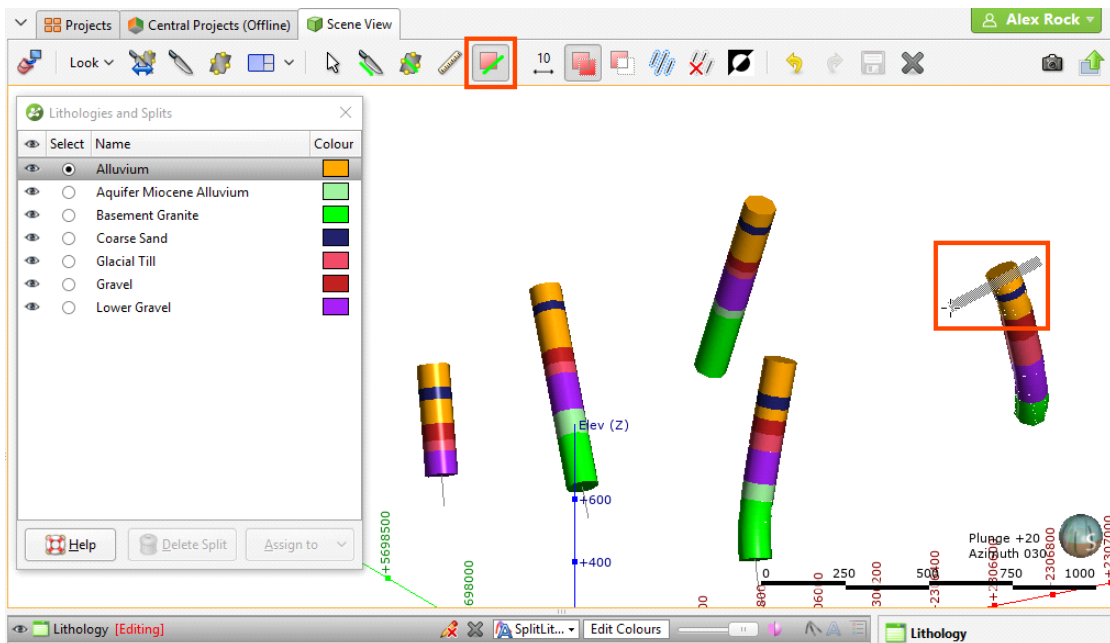 Projects Central Projects (Offline) Scene View Alex Rock
Look 10
Lithologies and Splits
Select Name Colour
Alluvium
Aquifer Miocene Alluvium
Basement Granite
Coarse Sand
Glacial Till
Gravel
Lower Gravel
Help Delete Split Assign to
Elev (Z)
+600
+400
+5698500
698000
Plunge +20
Azimuth 030
0 250 500 750 1000
Lithology [Editing] SplitLit... Edit Colours
Lithology